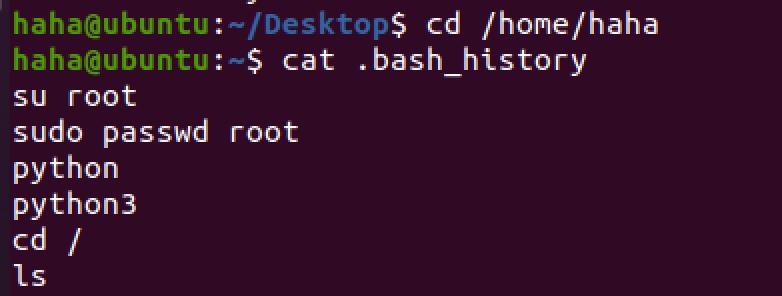 haha@ubuntu:~/Desktop$ cd /home/haha
haha@ubuntu:~$ cat .bash_history
su root
sudo passwd root
python
python3
cd /
ls